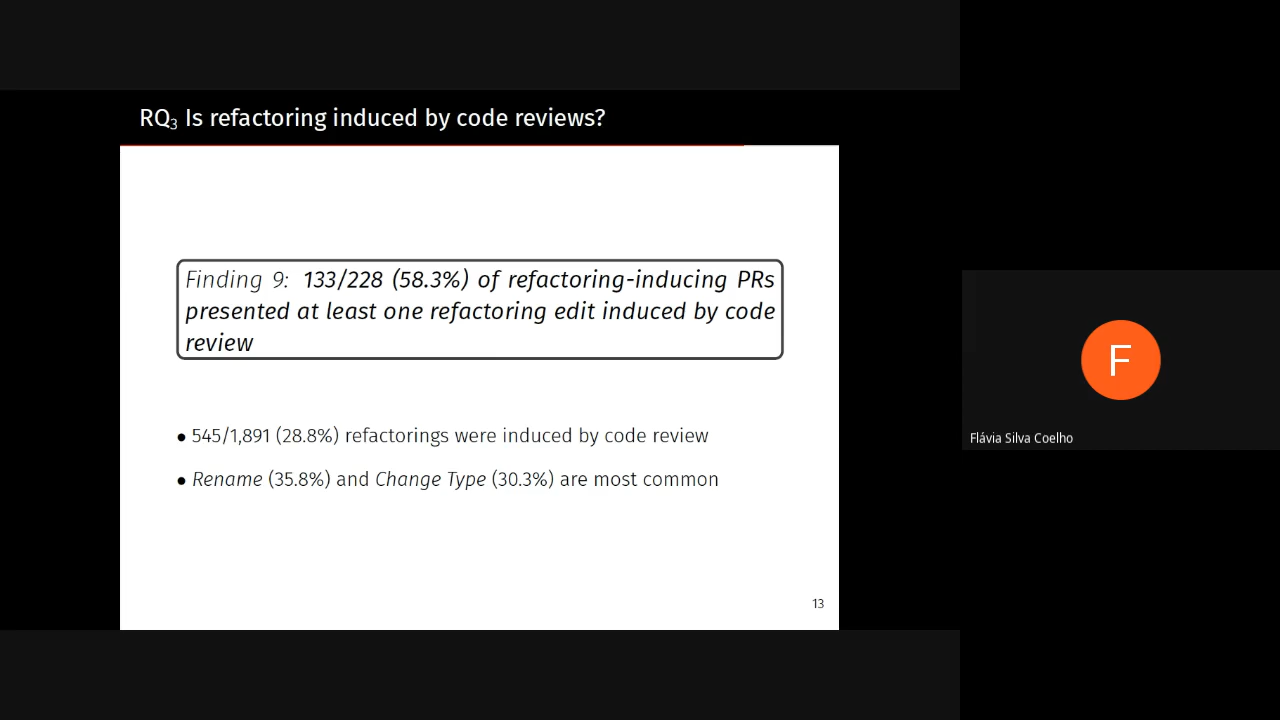 RQ3 Is refactoring induced by code reviews?
Finding 9: 133/228 (58.3%) of refactoring-inducing PRs
presented at least one refactoring edit induced by code
review
● 545/1,891 (28.8%) refactorings were induced by code review
● Rename (35.8%) and Change Type (30.3%) are most common
13
F
Flávia Silva Coelho